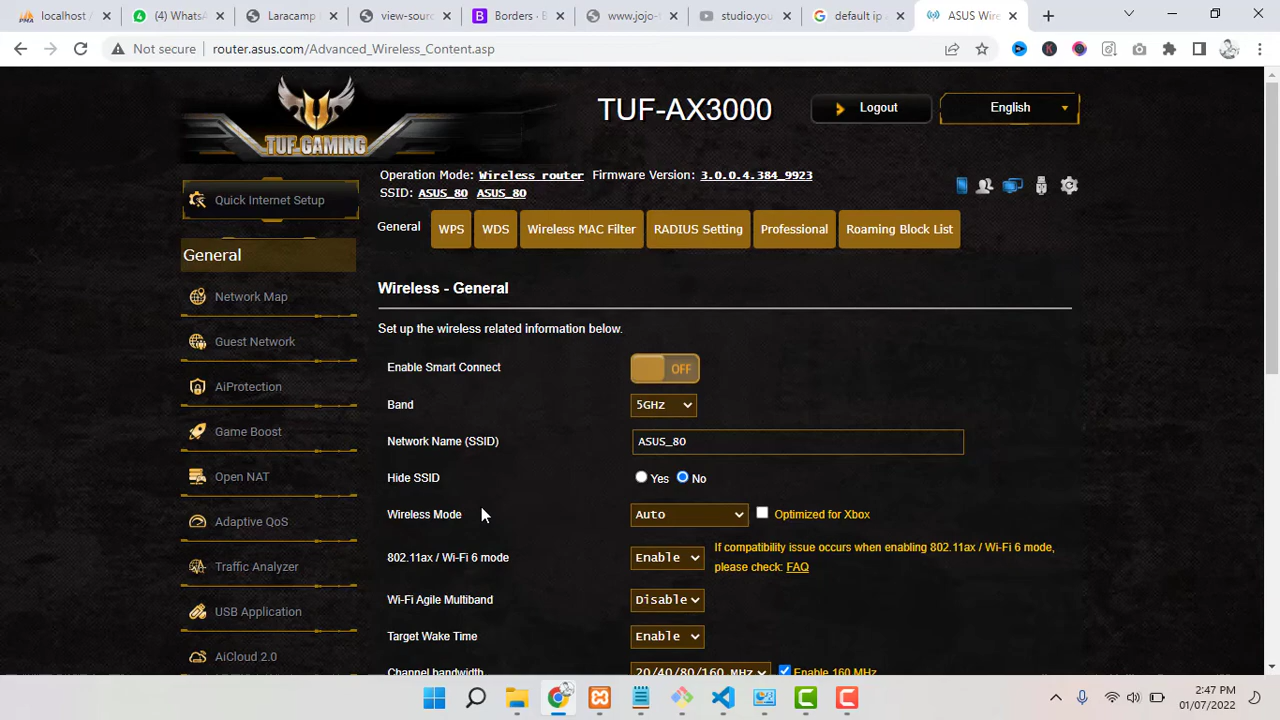 localhost /
(4) WhatsA
Laracamp
view-sourc
Borders · B
www.jojo-l
studio.you
default ip a
ASUS Wire
Not secure router.asus.com/Advanced_Wireless_Content.asp
TUF GAMING
TUF-AX3000
Logout
English
Operation Mode: Wireless router Firmware Version: 3.0.0.4.384_9923
SSID: ASUS_80 ASUS_80
Quick Internet Setup
General
WPS
WDS
Wireless MAC Filter
RADIUS Setting
Professional
Roaming Block List
General
Network Map
Guest Network
AiProtection
Game Boost
Open NAT
Adaptive QoS
Traffic Analyzer
USB Application
AiCloud 2.0
Wireless - General
Set up the wireless related information below.
Enable Smart Connect OFF
Band 5GHz
Network Name (SSID) ASUS_80
Hide SSID Yes No
Wireless Mode Auto Optimized for Xbox
802.11ax / Wi-Fi 6 mode Enable If compatibility issue occurs when enabling 802.11ax / Wi-Fi 6 mode,
please check: FAQ
Wi-Fi Agile Multiband Disable
Target Wake Time Enable
Channel bandwidth 20/40/80/160 MHz Enable 160 MHz
2:47 PM
01/07/2022